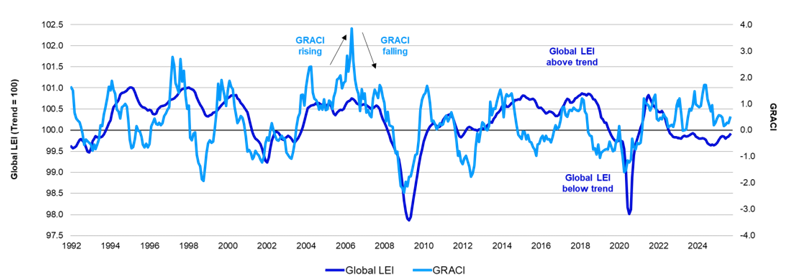 102.5
102.0
101.5
101.0
100.5
100.0
99.5
99.0
98.5
98.0
97.5
Global LEI (Trend = 100)
GRACI
rising
GRACI
falling
Global LEI
above trend
Global LEI
below trend
4.0
3.0
2.0
1.0
0.0
-1.0
-2.0
-3.0
-4.0
GRACI
1992 1994 1996 1998 2000 2002 2004 2006 2008 2010 2012 2014 2016 2018 2020 2022 2024
Global LEI GRACI